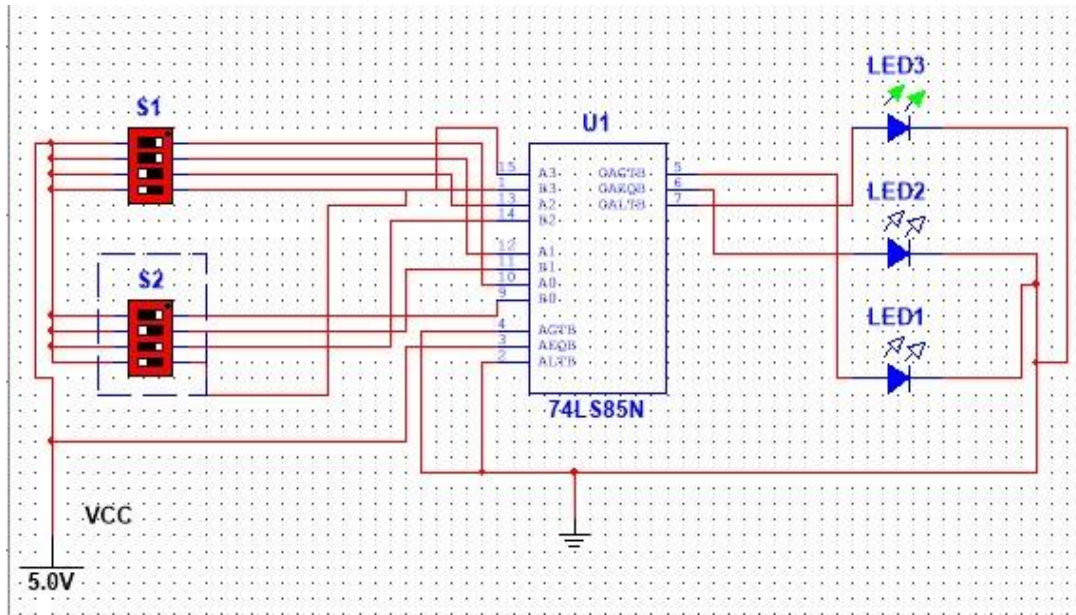 LED3
S1
U1
15 A3 OAGTB 5
1 B3 OAEQB 6
13 A2 OALTB 7
14 B2
LED2
12 A1
11 B1
10 A0
9 B0
S2
4 AGTB
3 AEQB
2 ALTB
LED1
74LS85N
VCC
5.0V